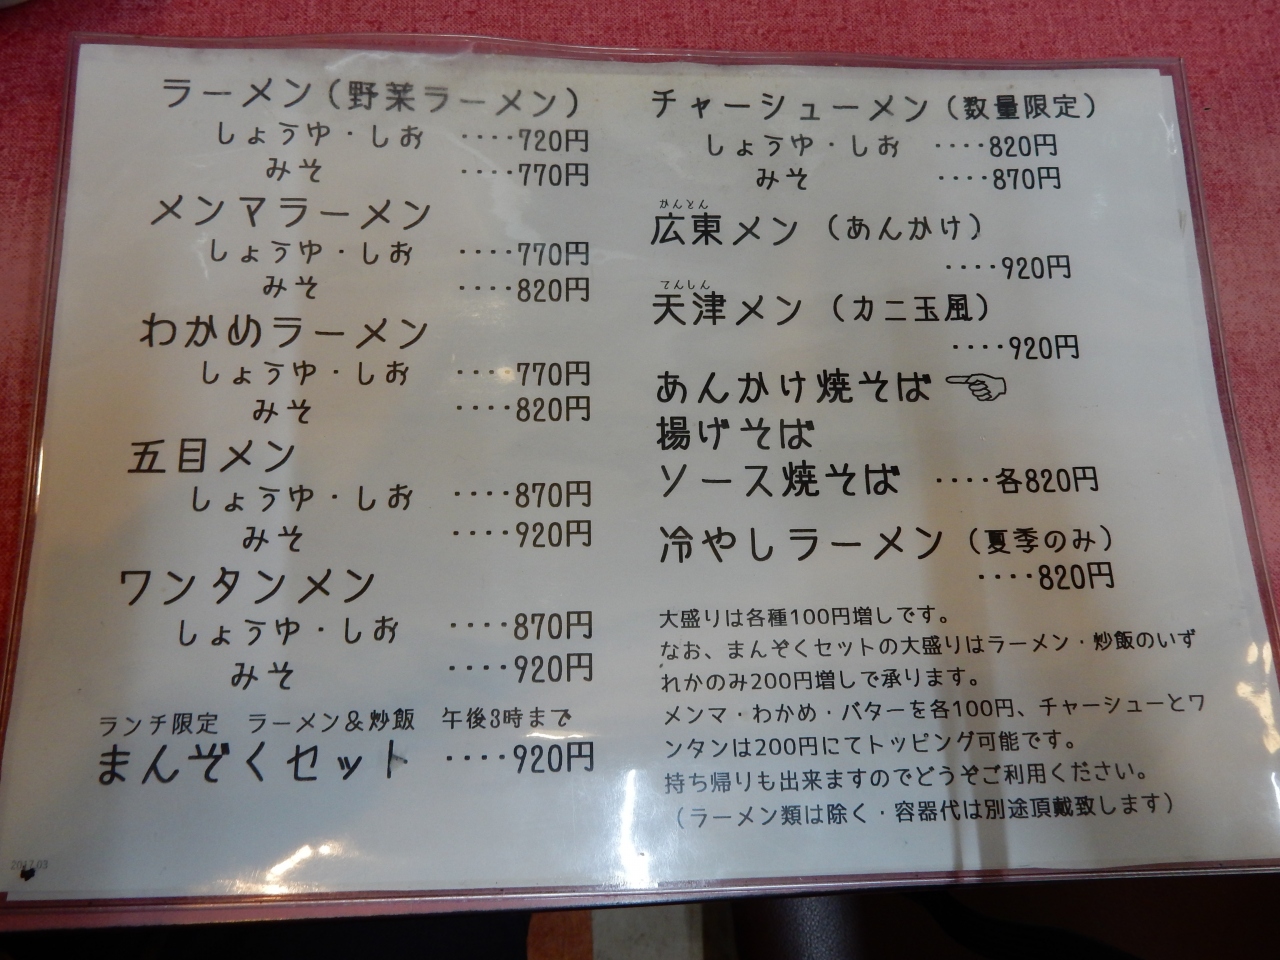 ラーメン(野菜ラーメン)
しょうゆ・しお ････720円
みそ ････770円
メンマラーメン
しょうゆ・しお ････770円
みそ ････820円
わかめラーメン
しょうゆ・しお ････770円
みそ ････820円
五目メン
しょうゆ・しお ････870円
みそ ････920円
ワンタンメン
しょうゆ・しお ････870円
みそ ････920円
ランチ限定 ラーメン&炒飯 午後3時まで
まんぞくセット ････920円
2017.03
チャーシューメン(数量限定)
しょうゆ・しお ････820円
みそ ････870円
かんとん
広東メン(あんかけ)
････920円
てんしん
天津メン(カニ玉風)
････920円
あんかけ焼そば☜
揚げそば
ソース焼そば ････各820円
冷やしラーメン(夏季のみ)
････820円
大盛りは各種100円増しです。
なお、まんぞくセットの大盛りはラーメン・炒飯のいず
れかのみ200円増しで承ります。
メンマ・わかめ・バターを各100円、チャーシューとワ
ンタンは200円にてトッピング可能です。
持ち帰りも出来ますのでどうぞご利用ください。
(ラーメン類は除く・容器代は別途頂戴致します)